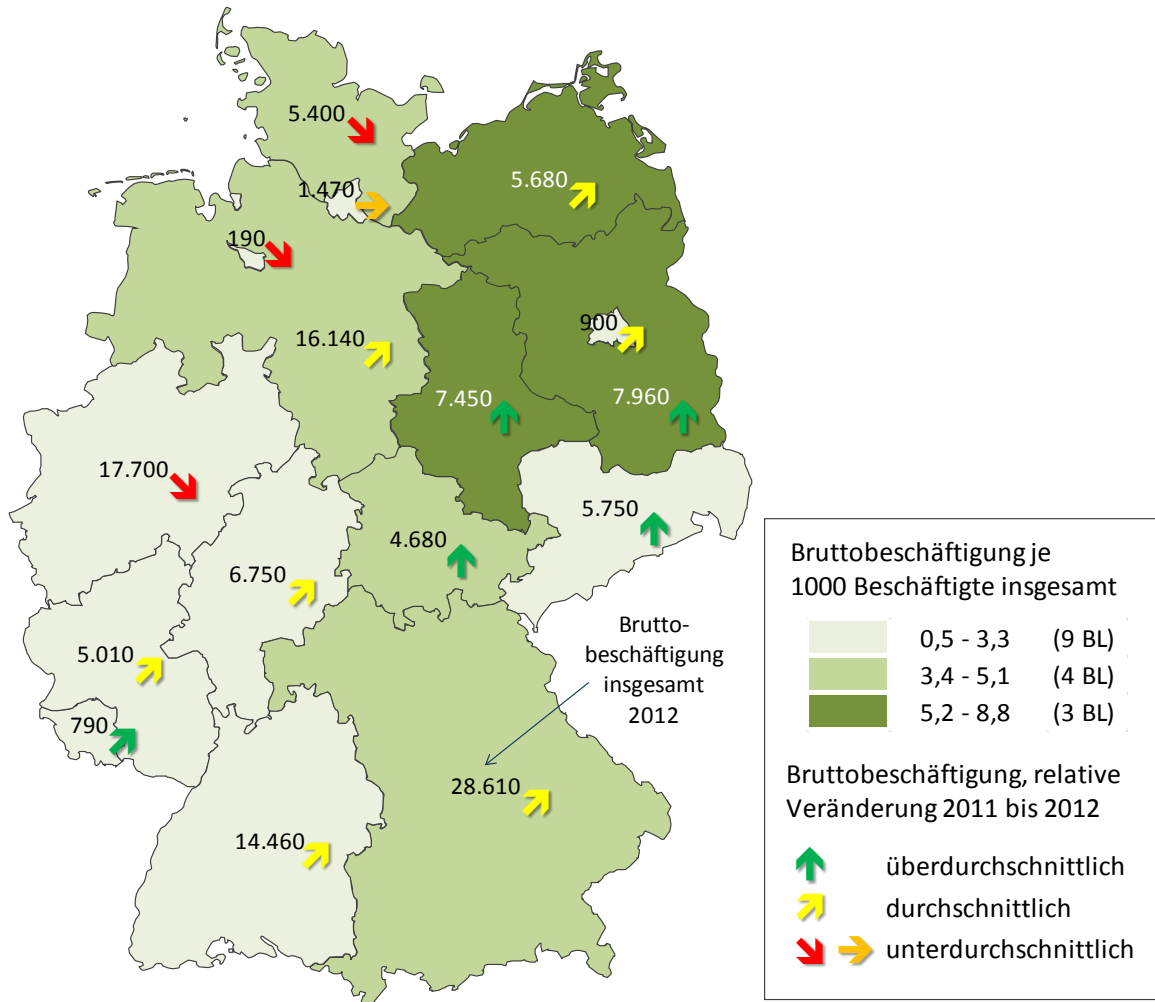 5.400
1.470
5.680
190
900
16.140
7.450
7.960
17.700
5.750
4.680
6.750
5.010
Brutto-
beschäftigung
insgesamt
2012
790
28.610
14.460
Bruttobeschäftigung je
1000 Beschäftigte insgesamt
0,5 - 3,3 (9 BL)
3,4 - 5,1 (4 BL)
5,2 - 8,8 (3 BL)
Bruttobeschäftigung, relative
Veränderung 2011 bis 2012
überdurchschnittlich
durchschnittlich
unterdurchschnittlich